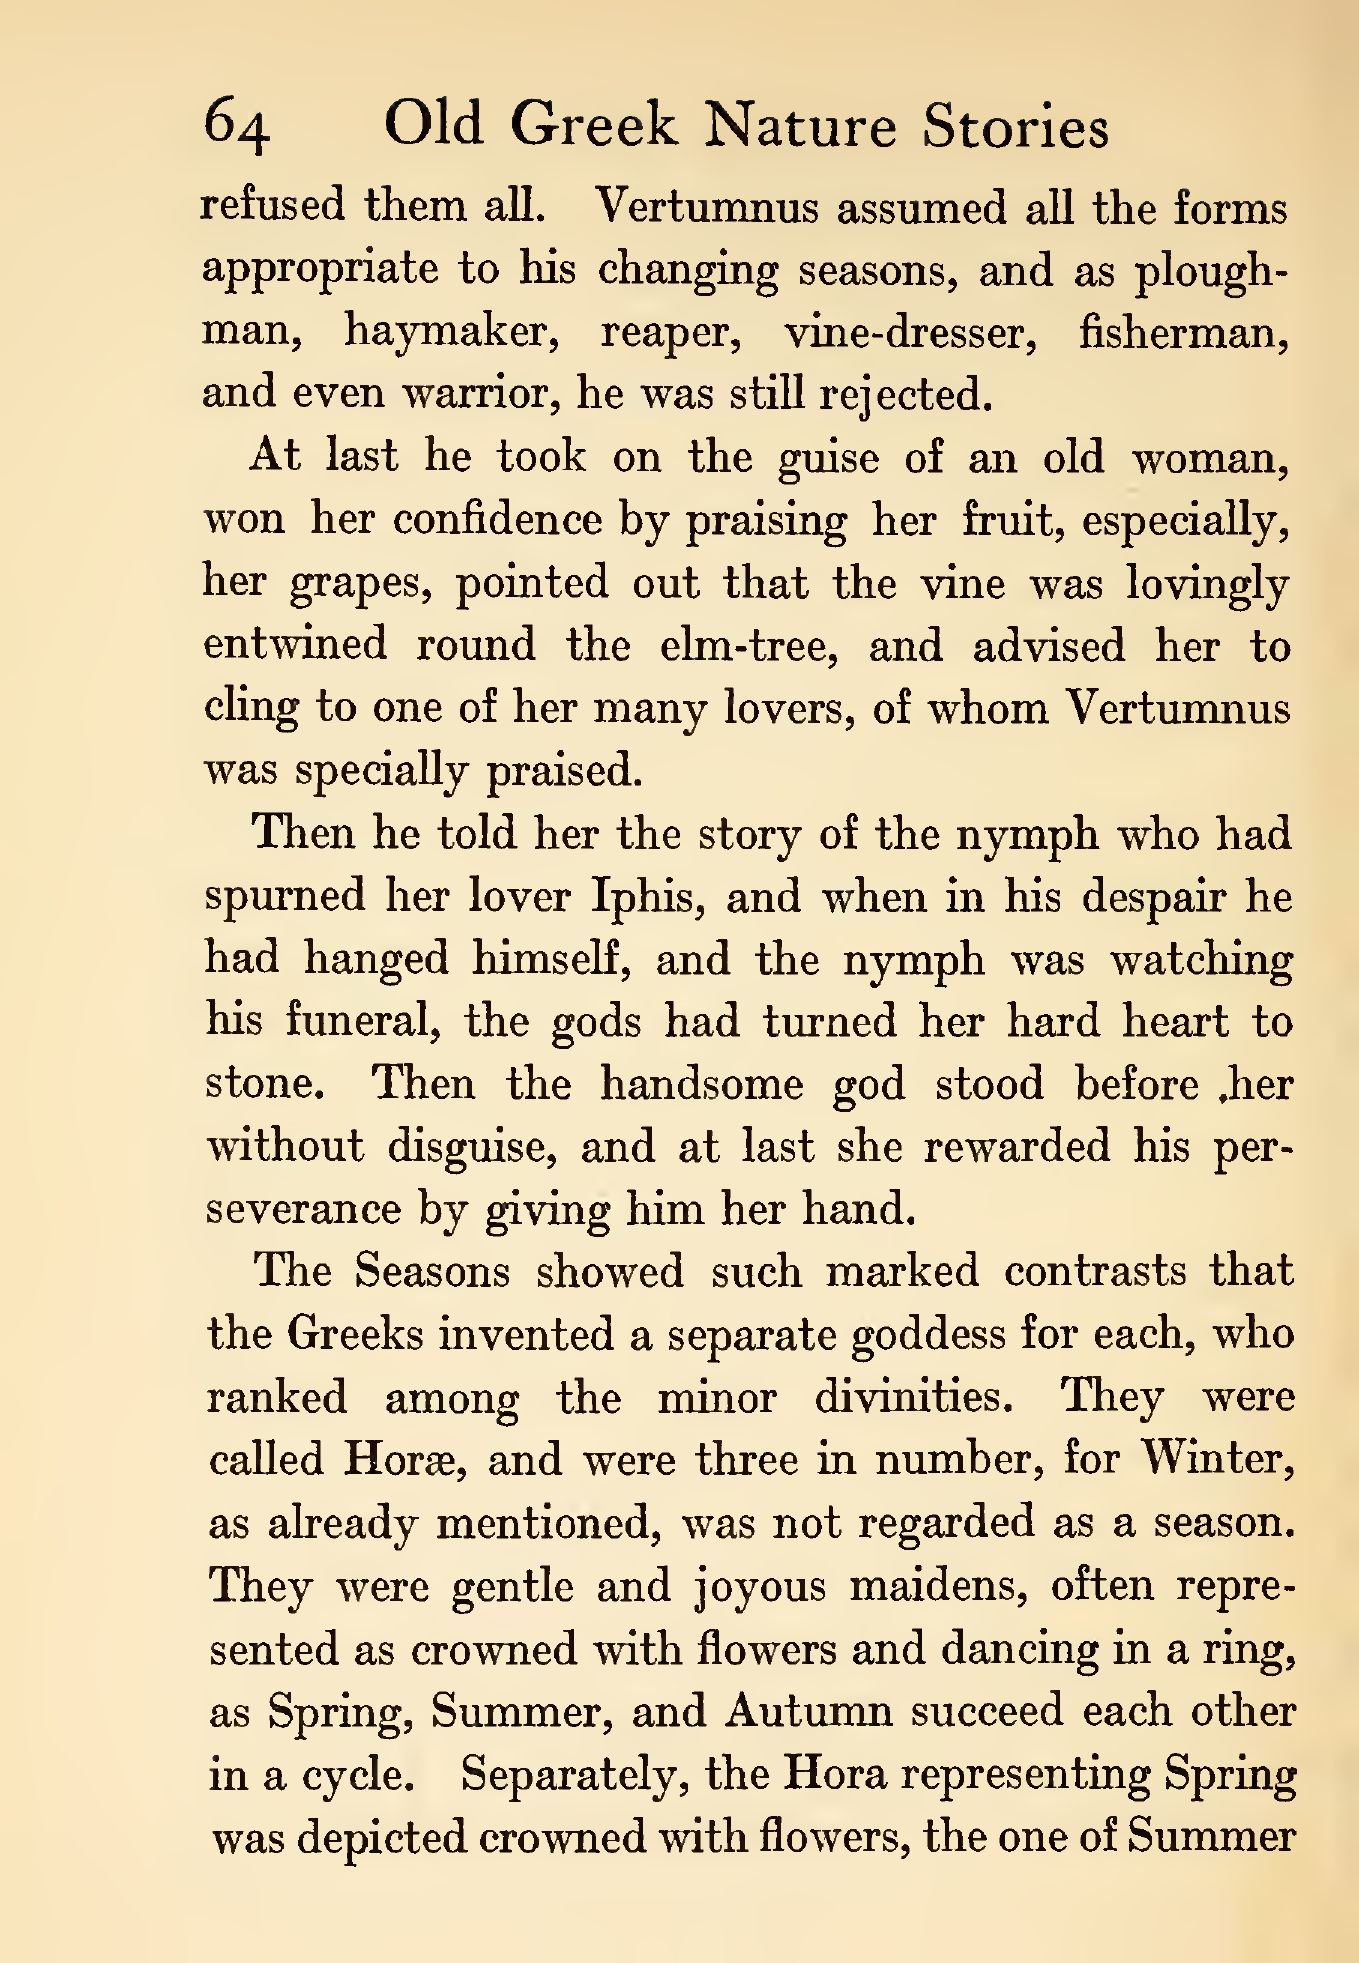 64 Old Greek Nature Stories
refused them all. Vertumnus assumed all the forms
appropriate to his changing seasons, and as plough-
man, haymaker, reaper, vine-dresser, fisherman,
and even warrior, he was still rejected.
At last he took on the guise of an old woman,
won her confidence by praising her fruit, especially,
her grapes, pointed out that the vine was lovingly
entwined round the elm-tree, and advised her to
cling to one of her many lovers, of whom Vertumnus
was specially praised.
Then he told her the story of the nymph who had
spurned her lover Iphis, and when in his despair he
had hanged himself, and the nymph was watching
his funeral, the gods had turned her hard heart to
stone. Then the handsome god stood before ,her
without disguise, and at last she rewarded his per-
severance by giving him her hand.
The Seasons showed such marked contrasts that
the Greeks invented a separate goddess for each, who
ranked among the minor divinities. They were
called Horæ, and were three in number, for Winter,
as already mentioned, was not regarded as a season.
They were gentle and joyous maidens, often repre-
sented as crowned with flowers and dancing in a ring,
as Spring, Summer, and Autumn succeed each other
in a cycle. Separately, the Hora representing Spring
was depicted crowned with flowers, the one of Summer